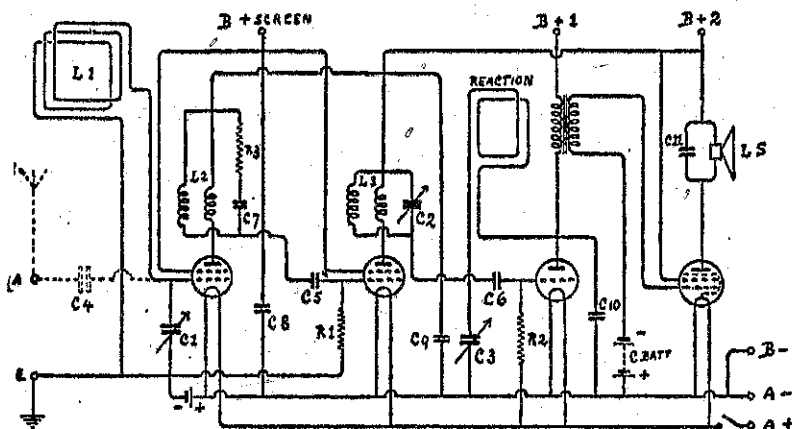 B + SCREEN
B + 1
B + 2
L1
REACTION
R3
L2
C7
L3
C2
C11
LS
A
C4
C1
C8
C5
R1
C9
C6
C3
R2
C10
-
C.BATT
+
E
- +
B-
A-
A+